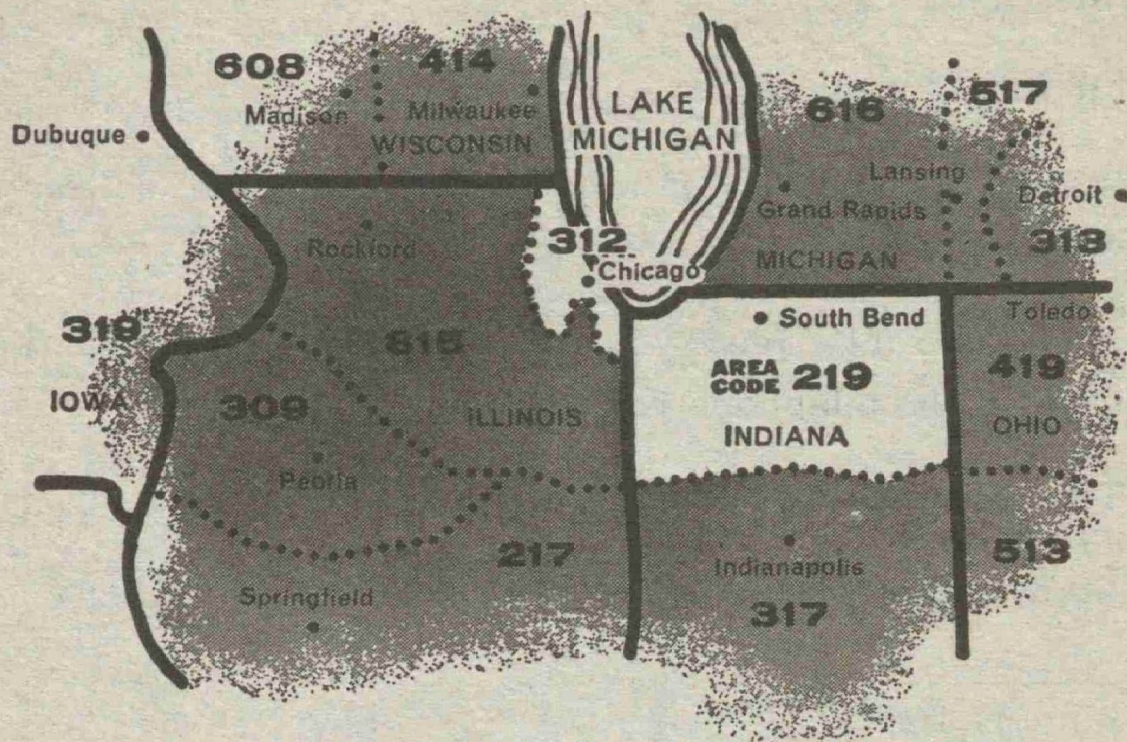 608
414
Madison
Milwaukee
WISCONSIN
Dubuque
LAKE
MICHIGAN
616
517
Lansing
Detroit
Grand Rapids
313
MICHIGAN
Rockford
312
Chicago
South Bend
Toledo
319
815
AREA
CODE 219
419
IOWA
309
ILLINOIS
INDIANA
OHIO
Peoria
217
Indianapolis
513
Springfield
317